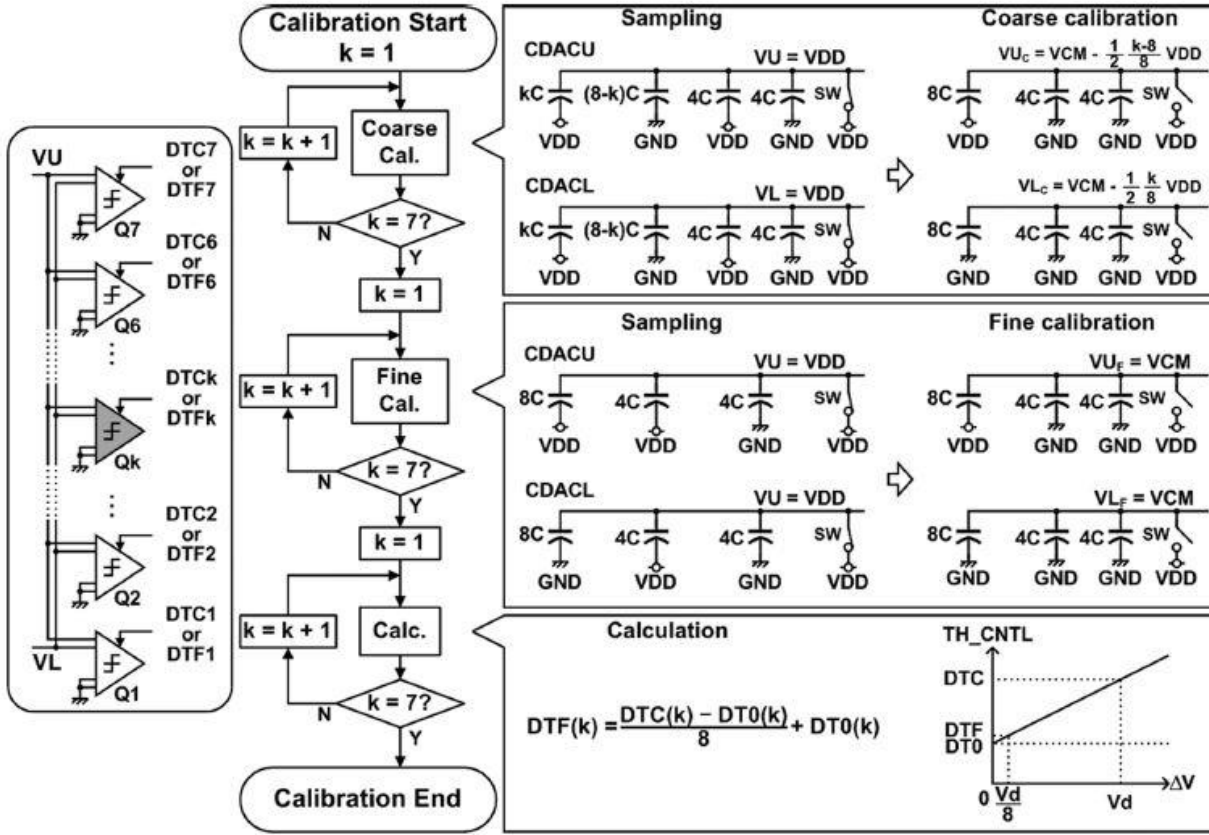 Calibration Start
k = 1
k = k + 1
Coarse
Cal.
k = 7?
N
Y
k = 1
k = k + 1
Fine
Cal.
k = 7?
N
Y
k = 1
k = k + 1
Calc.
k = 7?
N
Y
Calibration End
VU
DTC7
or
DTF7
Q7
DTC6
or
DTF6
Q6
DTCk
or
DTFk
Qk
DTC2
or
DTF2
Q2
DTC1
or
DTF1
VL
Q1
Sampling
CDACU
VU = VDD
kC (8-k)C 4C 4C SW
VDD GND VDD GND VDD
CDACL
VL = VDD
kC (8-k)C 4C 4C SW
VDD GND VDD GND VDD
Coarse calibration
VUC = VCM - 1/2 k-8/8 VDD
8C 4C 4C SW
VDD GND GND VDD
VLC = VCM - 1/2 k/8 VDD
8C 4C 4C SW
GND GND GND VDD
Sampling
CDACU
VU = VDD
8C 4C 4C SW
VDD VDD GND VDD
CDACL
VU = VDD
8C 4C 4C SW
GND VDD GND VDD
Fine calibration
VUF = VCM
8C 4C 4C SW
VDD GND GND VDD
VLF = VCM
8C 4C 4C SW
GND GND GND VDD
Calculation
DTF(k) = DTC(k) – DT0(k)/8 + DT0(k)
TH_CNTL
DTC
DTF
DT0
0 Vd/8 Vd ΔV